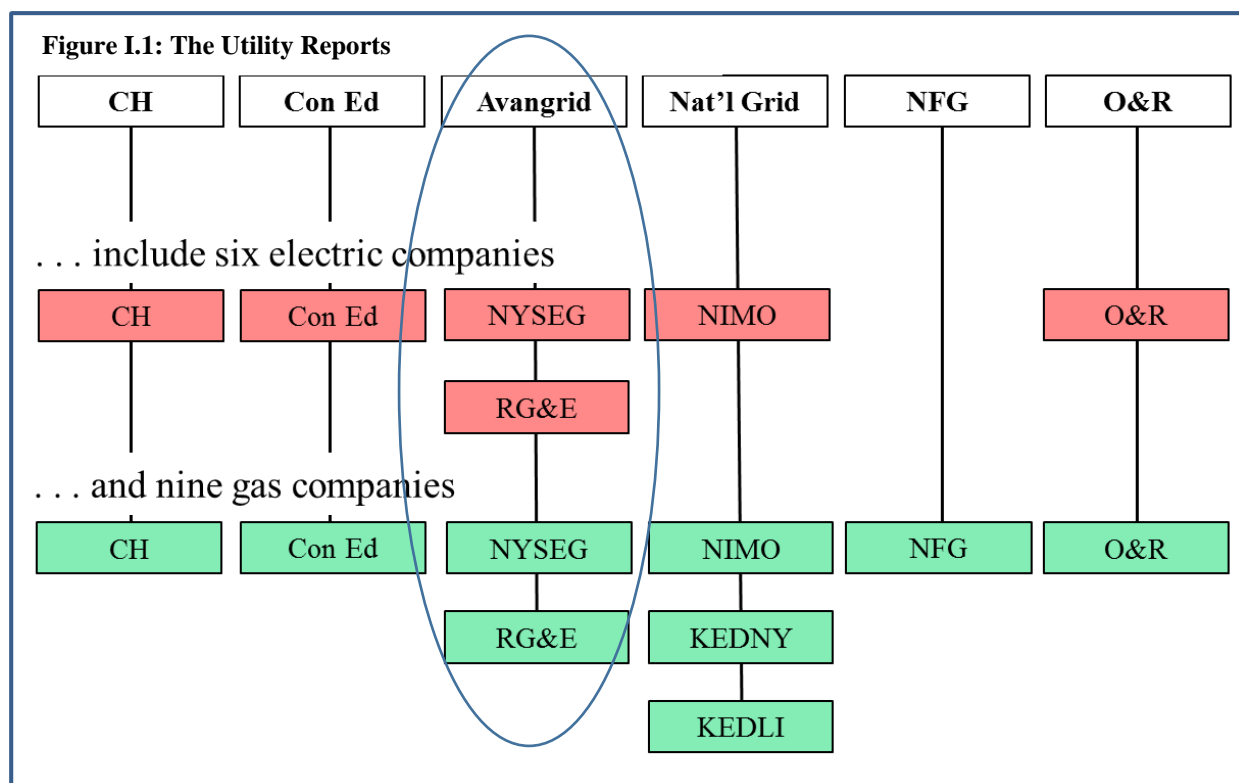 Figure I.1: The Utility Reports
CH Con Ed Avangrid Nat'l Grid NFG O&R
. . . include six electric companies
CH Con Ed NYSEG NIMO O&R
RG&E
. . . and nine gas companies
CH Con Ed NYSEG NIMO NFG O&R
RG&E KEDNY
KEDLI